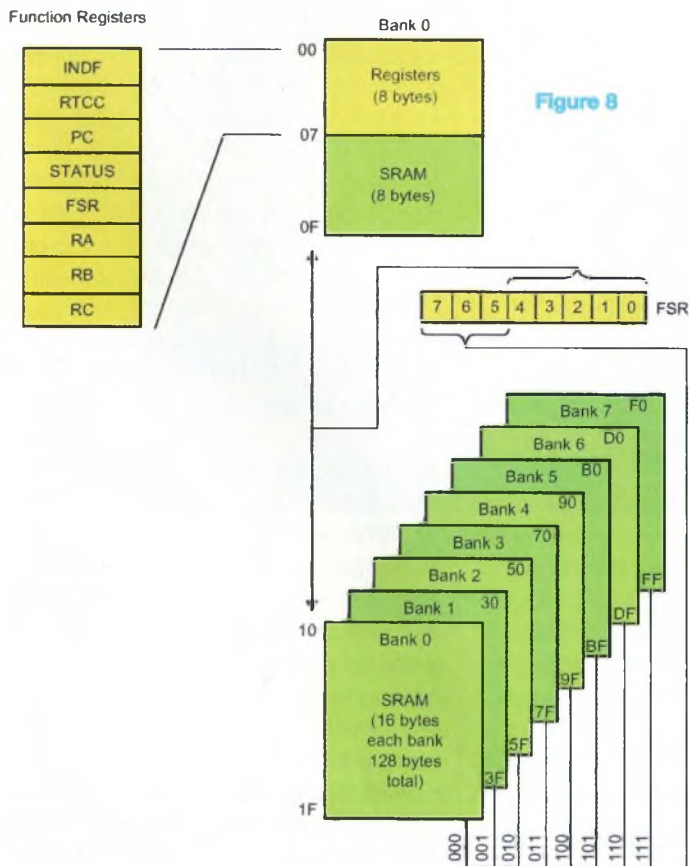 Function Registers
INDF
RTCC
PC
STATUS
FSR
RA
RB
RC
Bank 0
00
Registers
(8 bytes)
07
SRAM
(8 bytes)
0F
Figure 8
7 6 5 4 3 2 1 0 FSR
Bank 7 F0
Bank 6 D0
Bank 5 B0
Bank 4 90
Bank 3 70
Bank 2 50
Bank 1 30
10
Bank 0
SRAM
(16 bytes
each bank
128 bytes
total)
1F
3F
5F
7F
9F
BF
DF
FF
000
001
010
011
100
101
110
111